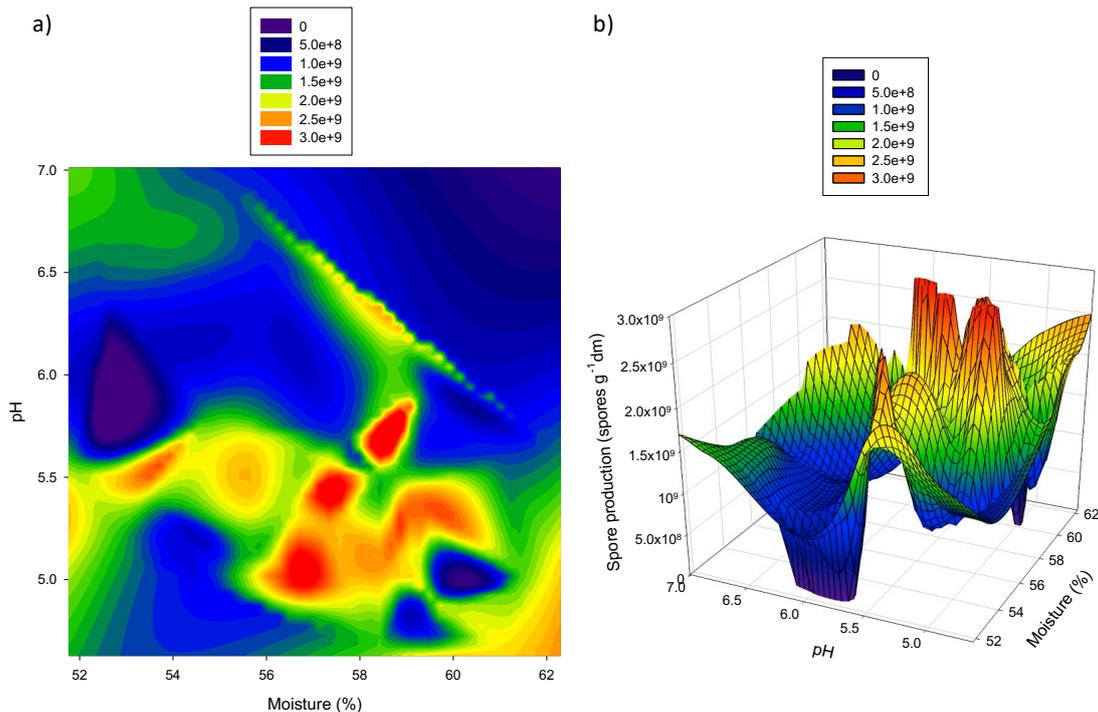 a)
0
5.0e+8
1.0e+9
1.5e+9
2.0e+9
2.5e+9
3.0e+9
7.0
6.5
6.0
5.5
5.0
pH
52 54 56 58 60 62
Moisture (%)
b)
0
5.0e+8
1.0e+9
1.5e+9
2.0e+9
2.5e+9
3.0e+9
3.0x10⁹
2.5x10⁹
2.0x10⁹
1.5x10⁹
10⁹
5.0x10⁸
0
Spore production (spores g⁻¹dm)
7.0 6.5 6.0 5.5 5.0
pH
62
60
58
56
54
52
Moisture (%)